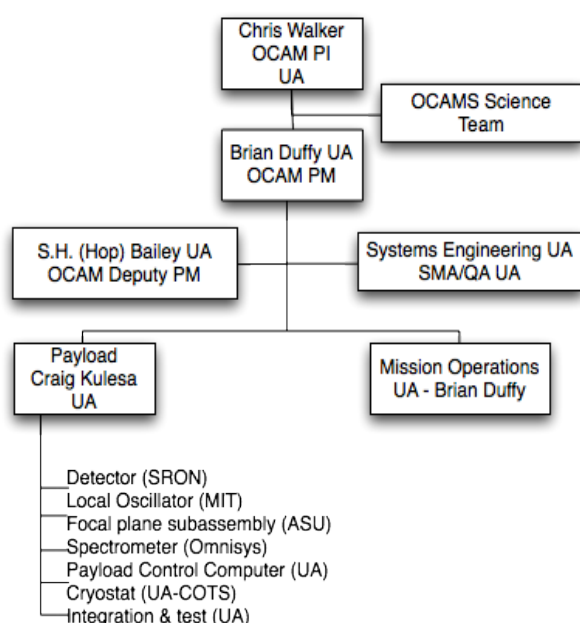 Chris Walker
OCAM PI
UA
OCAMS Science
Team
Brian Duffy UA
OCAM PM
S.H. (Hop) Bailey UA
OCAM Deputy PM
Systems Engineering UA
SMA/QA UA
Payload
Craig Kulesa
UA
Mission Operations
UA - Brian Duffy
Detector (SRON)
Local Oscillator (MIT)
Focal plane subassembly (ASU)
Spectrometer (Omnisys)
Payload Control Computer (UA)
Cryostat (UA-COTS)
Integration & test (UA)